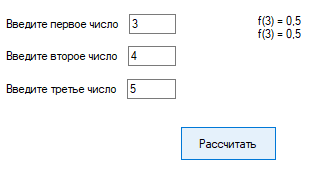 Введите первое число 3
f(3) = 0,5
f(3) = 0,5
Введите второе число 4
Введите третье число 5
Рассчитать